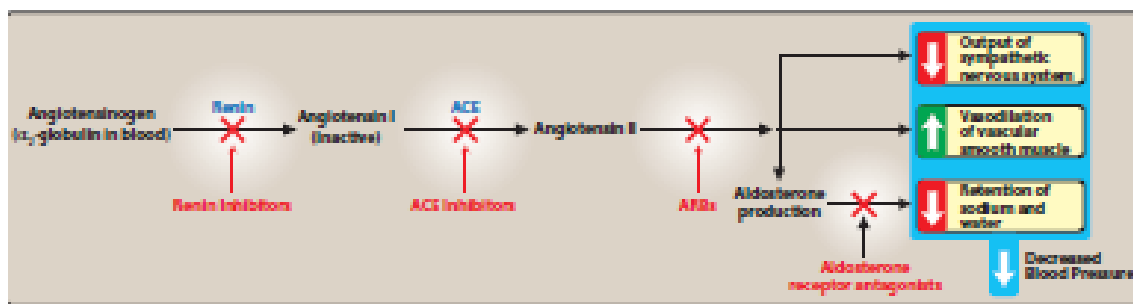 Output of
sympathetic
nervous system
Angiotensinogen
(α₂-globulin in blood)
Renin
Angiotensin I
(inactive)
ACE
Angiotensin II
Vasodilation
of vascular
smooth muscle
Renin Inhibitors
ACE Inhibitors
ARBs
Aldosterone
production
Retention of
sodium and
water
Aldosterone
receptor antagonists
Decreased
Blood Pressure